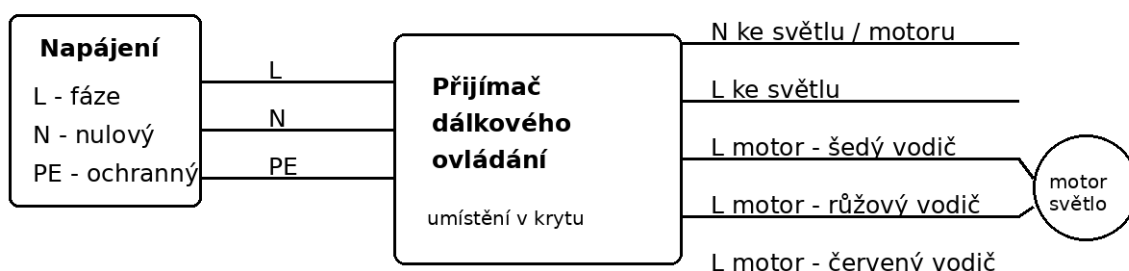 Napájení
L - fáze
N - nulový
PE - ochranný
L
N
PE
Přijímač
dálkového
ovládání
umístění v krytu
N ke světlu / motoru
L ke světlu
L motor - šedý vodič
L motor - růžový vodič
L motor - červený vodič
motor
světlo